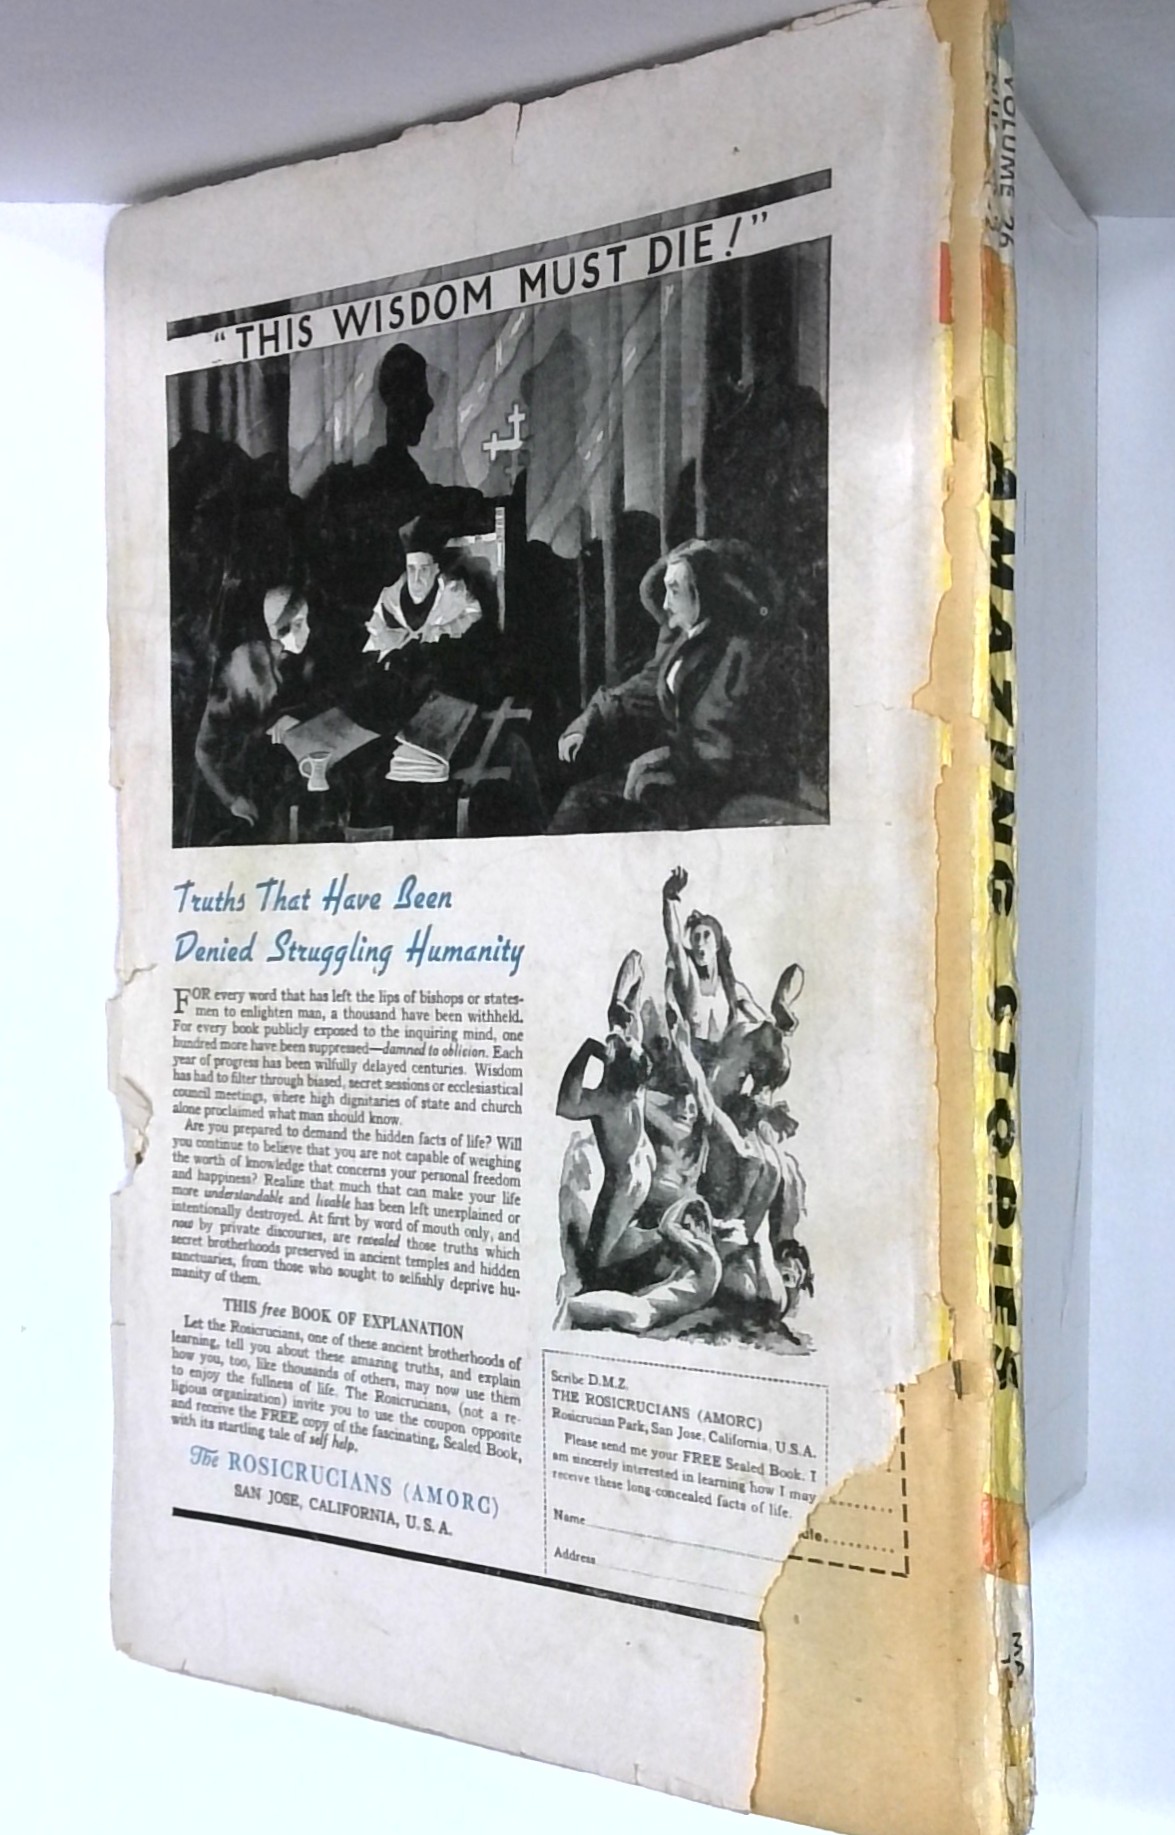 “THIS WISDOM MUST DIE!”
Truths That Have Been
Denied Struggling Humanity
FOR every word that has left the lips of bishops or states-
men to enlighten man, a thousand have been withheld.
For every book publicly exposed to the inquiring mind, one
hundred more have been suppressed—damned to oblivion. Each
year of progress has been wilfully delayed centuries. Wisdom
has had to filter through biased, secret sessions or ecclesiastical
council meetings, where high dignitaries of state and church
alone proclaimed what man should know.
Are you prepared to demand the hidden facts of life? Will
you continue to believe that you are not capable of weighing
the worth of knowledge that concerns your personal freedom
and happiness? Realize that much that can make your life
more understandable and livable has been left unexplained or
intentionally destroyed. At first by word of mouth only, and
now by private discourses, are revealed those truths which
secret brotherhoods preserved in ancient temples and hidden
sanctuaries, from those who sought to selfishly deprive hu-
manity of them.
THIS free BOOK OF EXPLANATION
Let the Rosicrucians, one of these ancient brotherhoods of
learning, tell you about these amazing truths, and explain
how you, too, like thousands of others, may now use them
to enjoy the fullness of life. The Rosicrucians, (not a re-
ligious organization) invite you to use the coupon opposite
and receive the FREE copy of the fascinating, Sealed Book,
with its startling tale of self help.
The ROSICRUCIANS (AMORC)
SAN JOSE, CALIFORNIA, U. S. A.
Scribe D.M.Z.
THE ROSICRUCIANS (AMORC)
Rosicrucian Park, San Jose, California, U.S.A.
Please send me your FREE Sealed Book. I
am sincerely interested in learning how I may
receive these long-concealed facts of life.
Name
Address
VOLUME 26
AMAZING STORIES